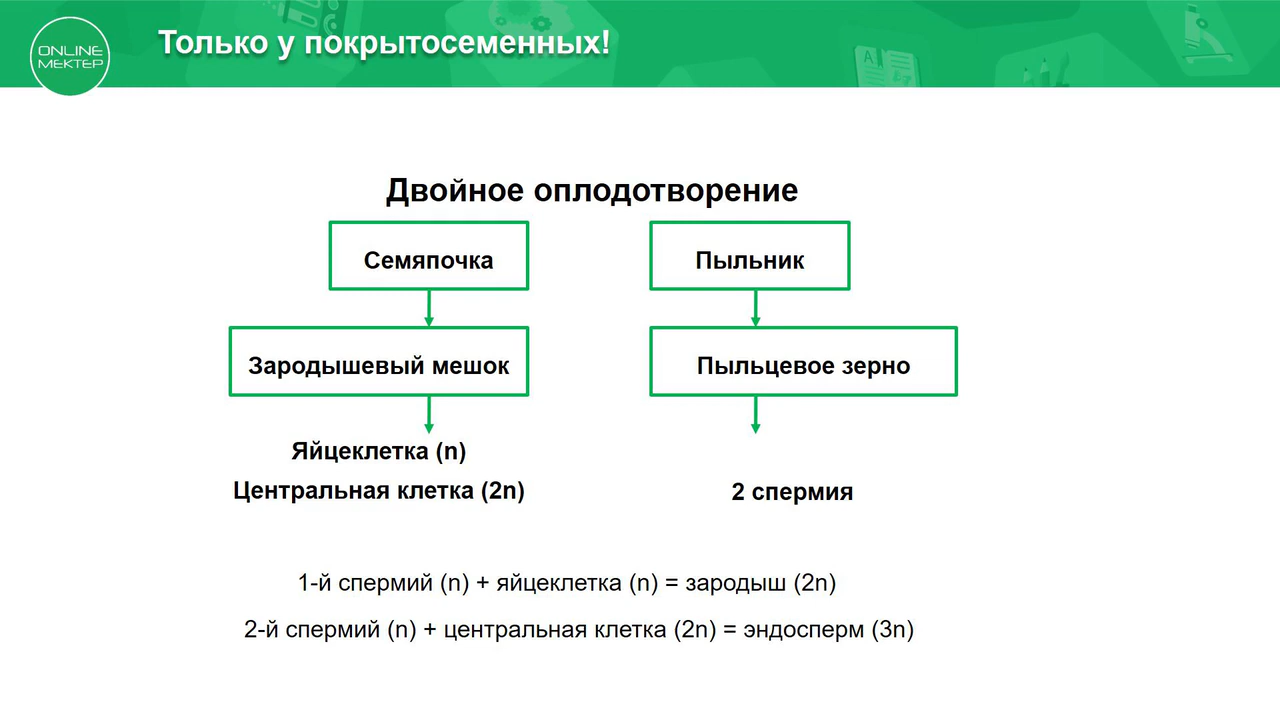 ONLINE
МЕКТЕР
Только у покрытосеменных!
Двойное оплодотворение
Семяпочка
Пыльник
Зародышевый мешок
Пыльцевое зерно
Яйцеклетка (n)
Центральная клетка (2n)
2 спермия
1-й спермий (n) + яйцеклетка (n) = зародыш (2n)
2-й спермий (n) + центральная клетка (2n) = эндосперм (3n)